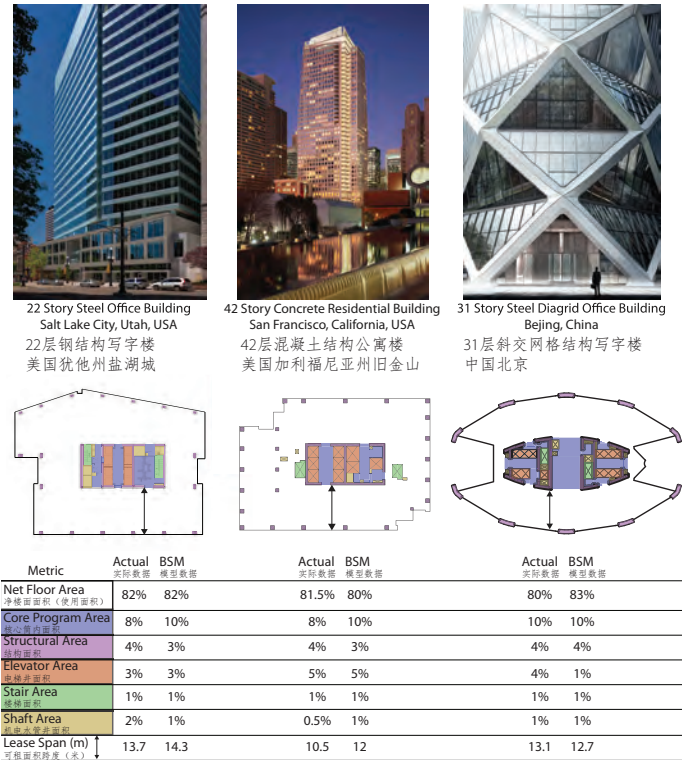 22 Story Steel Office Building
Salt Lake City, Utah, USA
22层钢结构写字楼
美国犹他州盐湖城
42 Story Concrete Residential Building
San Francisco, California, USA
42层混凝土结构公寓楼
美国加利福尼亚州旧金山
31 Story Steel Diagrid Office Building
Bejing, China
31层斜交网格结构写字楼
中国北京
Metric Actual BSM Actual BSM Actual BSM
实际数据 模型数据 实际数据 模型数据 实际数据 模型数据
Net Floor Area 82% 82% 81.5% 80% 80% 83%
净楼面面积（使用面积）
Core Program Area 8% 10% 8% 10% 10% 10%
核心筒内面积
Structural Area 4% 3% 4% 3% 4% 4%
结构面积
Elevator Area 3% 3% 5% 5% 4% 1%
电梯井面积
Stair Area 1% 1% 1% 1% 1% 1%
楼梯面积
Shaft Area 2% 1% 0.5% 1% 1% 1%
机电水管井面积
Lease Span (m) 13.7 14.3 10.5 12 13.1 12.7
可租面积跨度（米）